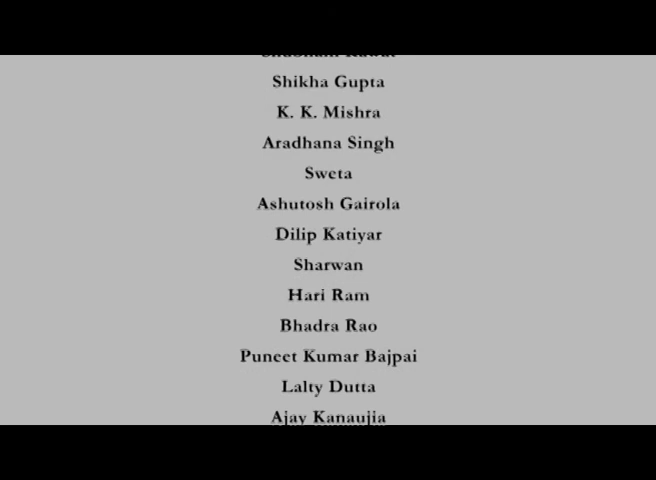 Shikha Gupta
K. K. Mishra
Aradhana Singh
Sweta
Ashutosh Gairola
Dilip Katiyar
Sharwan
Hari Ram
Bhadra Rao
Puneet Kumar Bajpai
Lalty Dutta
Ajay Kanaujia